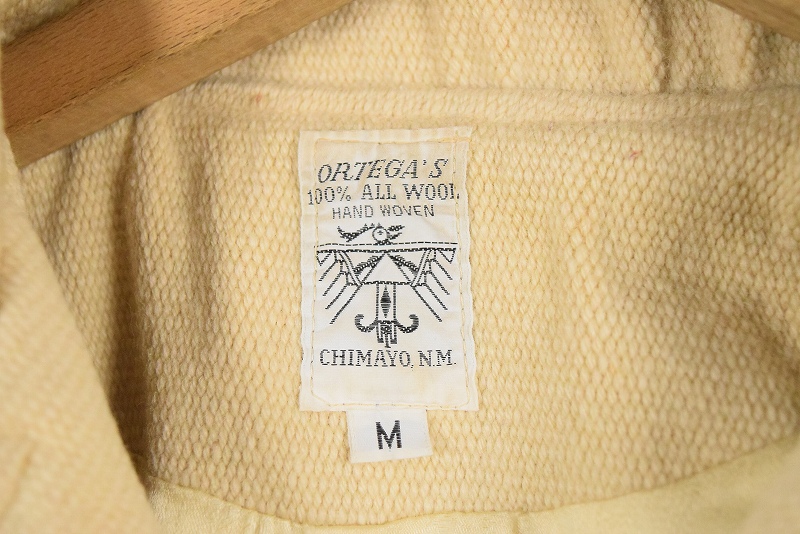 ORTEGA'S
100% ALL WOOL
HAND WOVEN
CHIMAYO, N.M.
M